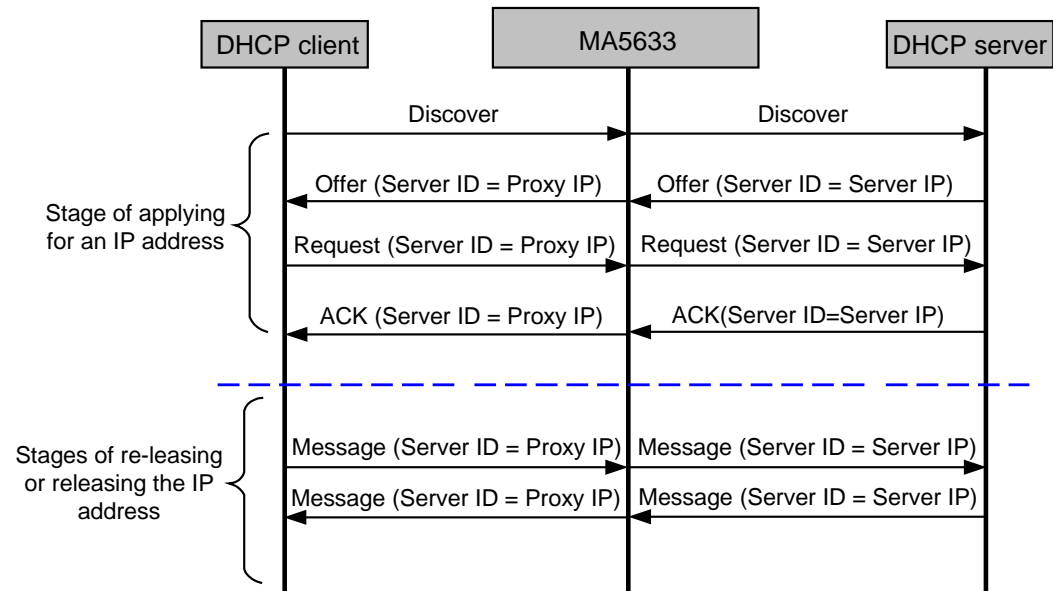 DHCP client
MA5633
DHCP server
Discover
Discover
Offer (Server ID = Proxy IP)
Offer (Server ID = Server IP)
Stage of applying
for an IP address
Request (Server ID = Proxy IP)
Request (Server ID = Server IP)
ACK (Server ID = Proxy IP)
ACK(Server ID=Server IP)
Stages of re-leasing
or releasing the IP
address
Message (Server ID = Proxy IP)
Message (Server ID = Server IP)
Message (Server ID = Proxy IP)
Message (Server ID = Server IP)